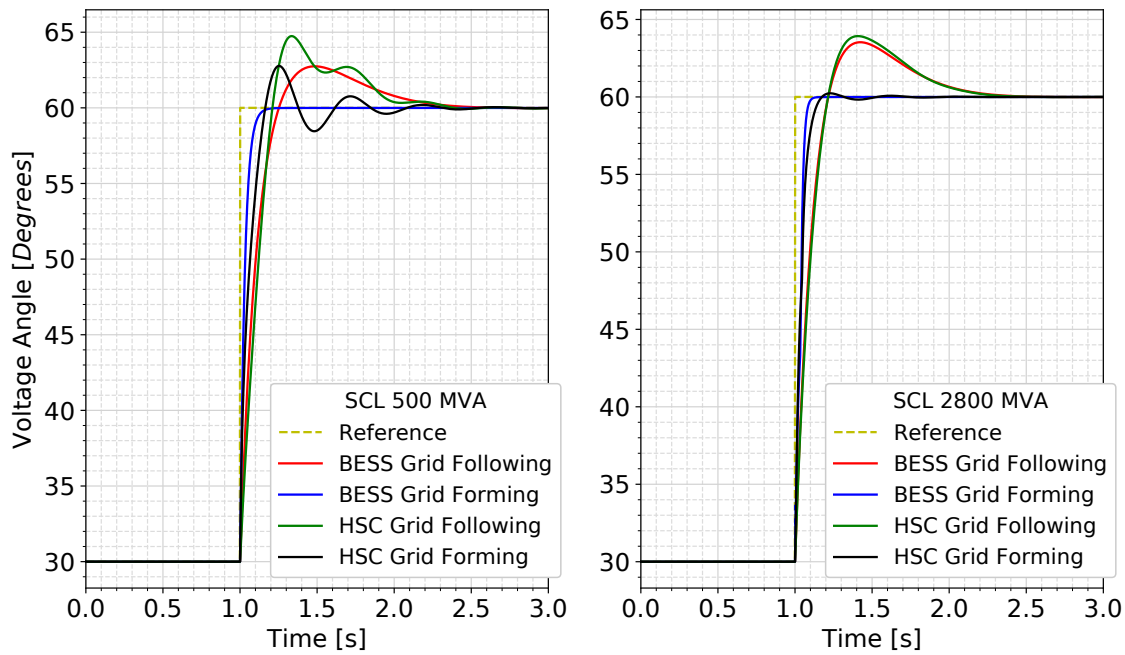 Voltage Angle [Degrees]
65
60
55
50
45
40
35
30
0.0 0.5 1.0 1.5 2.0 2.5 3.0
Time [s]
SCL 500 MVA
Reference
BESS Grid Following
BESS Grid Forming
HSC Grid Following
HSC Grid Forming
65
60
55
50
45
40
35
30
0.0 0.5 1.0 1.5 2.0 2.5 3.0
Time [s]
SCL 2800 MVA
Reference
BESS Grid Following
BESS Grid Forming
HSC Grid Following
HSC Grid Forming